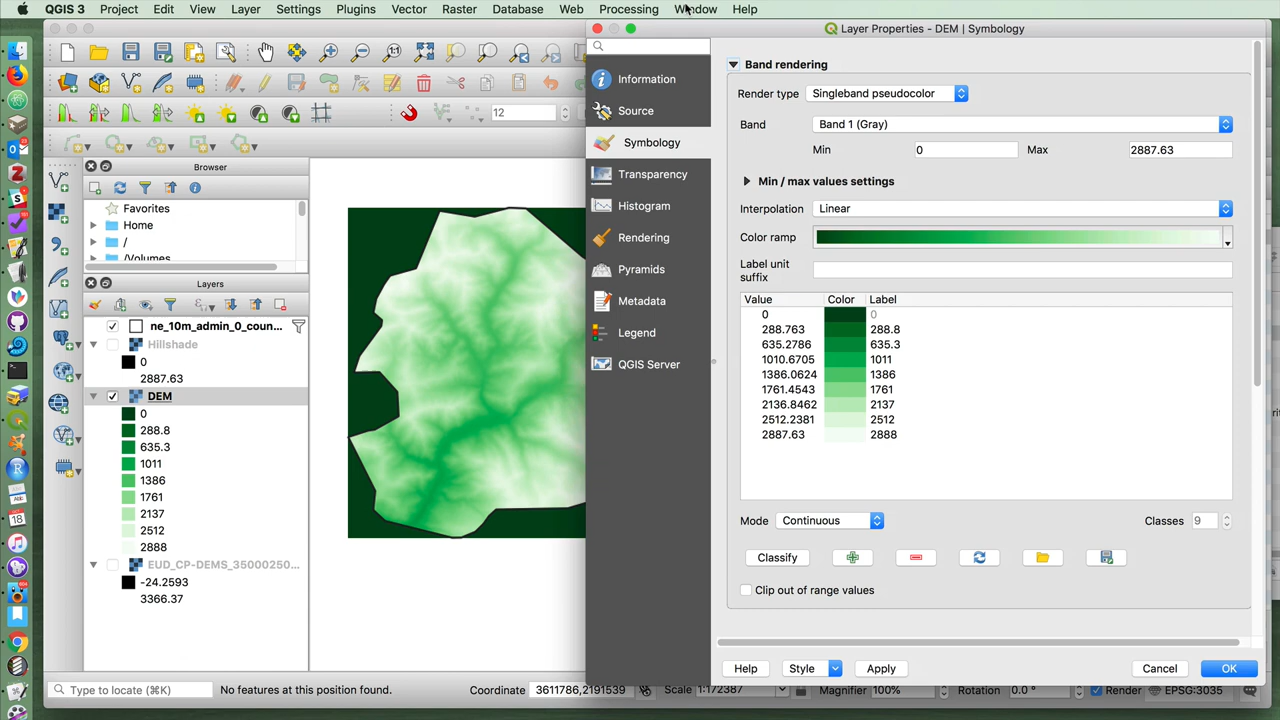 QGIS 3 Project Edit View Layer Settings Plugins Vector Raster Database Web Processing Window Help
Layer Properties - DEM | Symbology
12
Browser
Favorites
Home
/
/Volumes
Layers
ne_10m_admin_0_coun...
Hillshade
0
2887.63
DEM
0
288.8
635.3
1011
1386
1761
2137
2512
2888
EUD_CP-DEMS_35000250...
-24.2593
3366.37
Information
Source
Symbology
Transparency
Histogram
Rendering
Pyramids
Metadata
Legend
QGIS Server
Band rendering
Render type Singleband pseudocolor
Band Band 1 (Gray)
Min 0 Max 2887.63
Min / max values settings
Interpolation Linear
Color ramp
Label unit
suffix
Value Color Label
0 0
288.763 288.8
635.2786 635.3
1010.6705 1011
1386.0624 1386
1761.4543 1761
2136.8462 2137
2512.2381 2512
2887.63 2888
Mode Continuous Classes 9
Classify
Clip out of range values
Help Style Apply Cancel OK
Type to locate (⌘K) No features at this position found. Coordinate 3611786,2191539 Scale 1:172387 Magnifier 100% Rotation 0.0 ° Render EPSG:3035